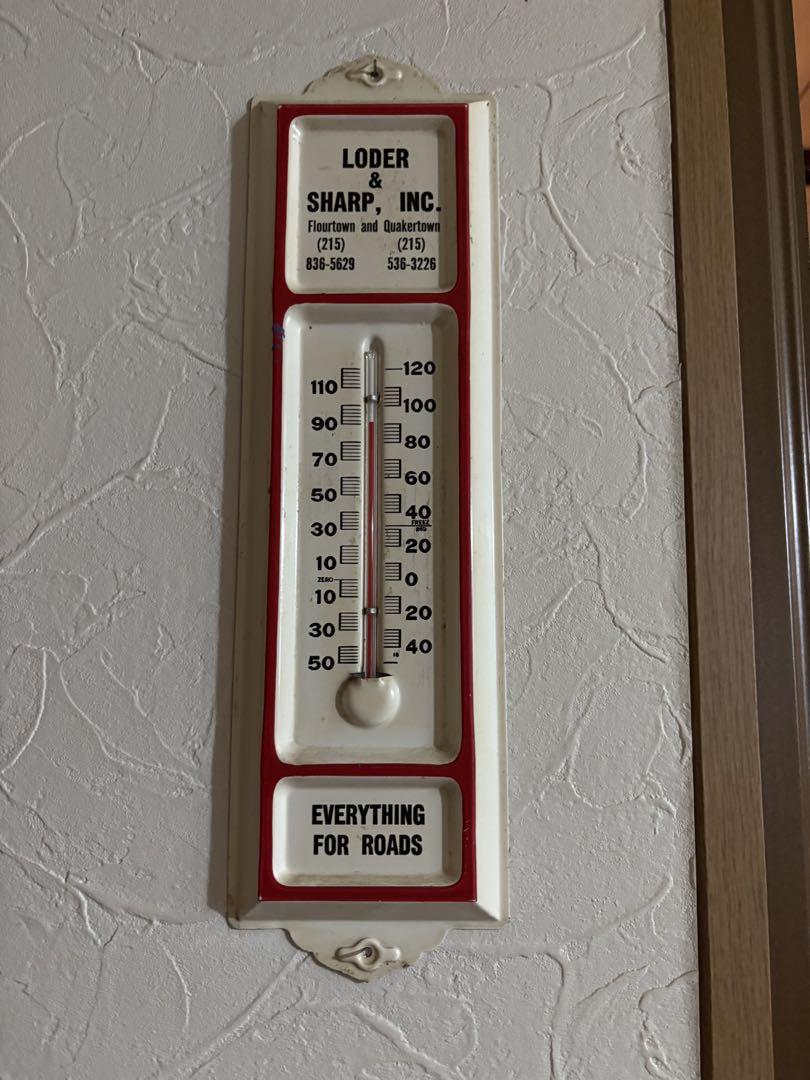 LODER
&
SHARP, INC.
Flourtown and Quakertown
(215) (215)
836-5629 536-3226
120
110
100
90
80
70
60
50
40
30
FREEZ
ING
20
10
0
ZERO
10
20
30
40
50
16
EVERYTHING
FOR ROADS